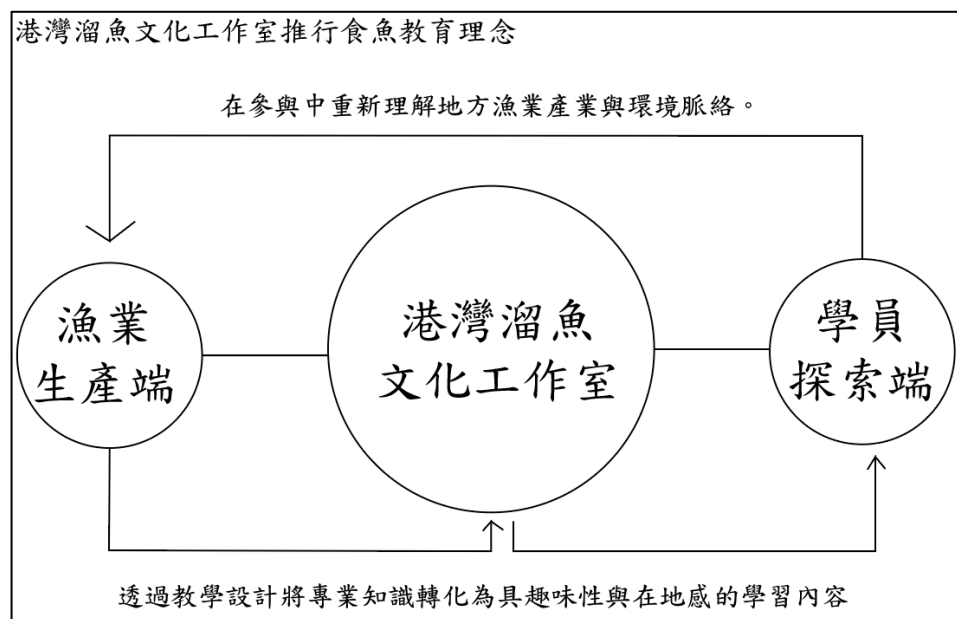 港灣溜魚文化工作室推行食魚教育理念
在參與中重新理解地方漁業產業與環境脈絡。
漁業
生產端
港灣溜魚
文化工作室
學員
探索端
透過教學設計將專業知識轉化為具趣味性與在地感的學習內容